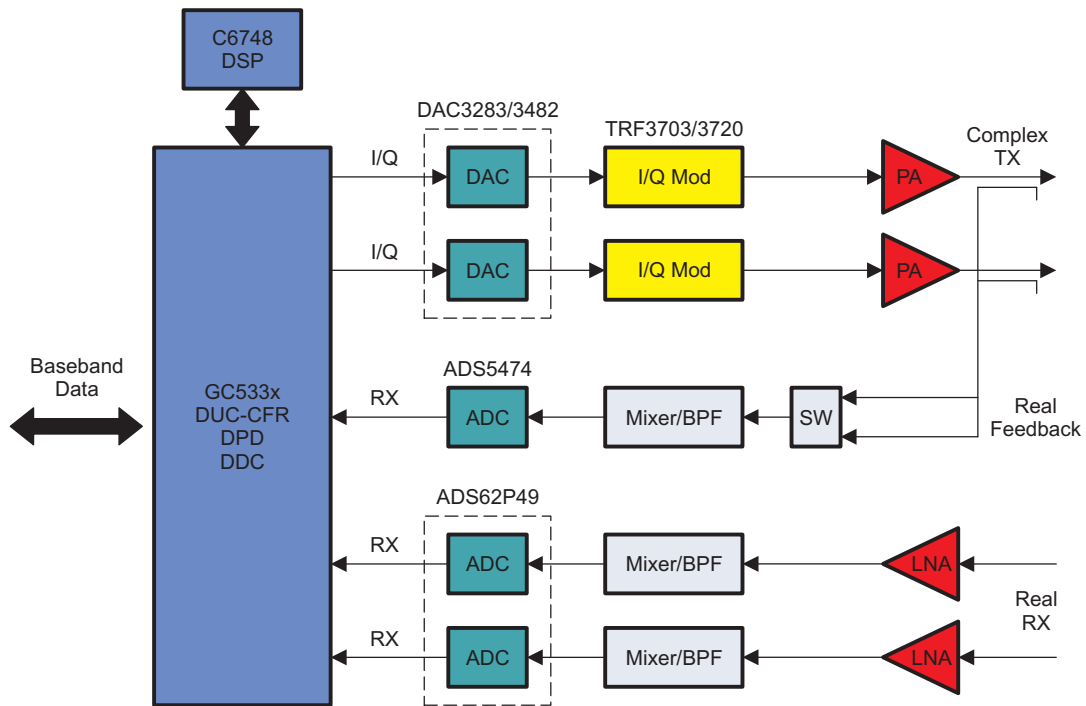 C6748
DSP
DAC3283/3482
TRF3703/3720
Complex
TX
I/Q
DAC
I/Q Mod
PA
I/Q
DAC
I/Q Mod
PA
Baseband
Data
GC533x
DUC-CFR
DPD
DDC
ADS5474
RX
ADC
Mixer/BPF
SW
Real
Feedback
ADS62P49
RX
ADC
Mixer/BPF
LNA
Real
RX
RX
ADC
Mixer/BPF
LNA